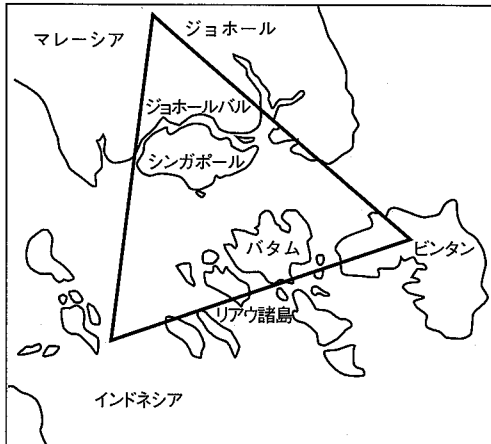 マレーシア
ジョホール
ジョホールバル
シンガポール
バタム
ビンタン
リアウ諸島
インドネシア